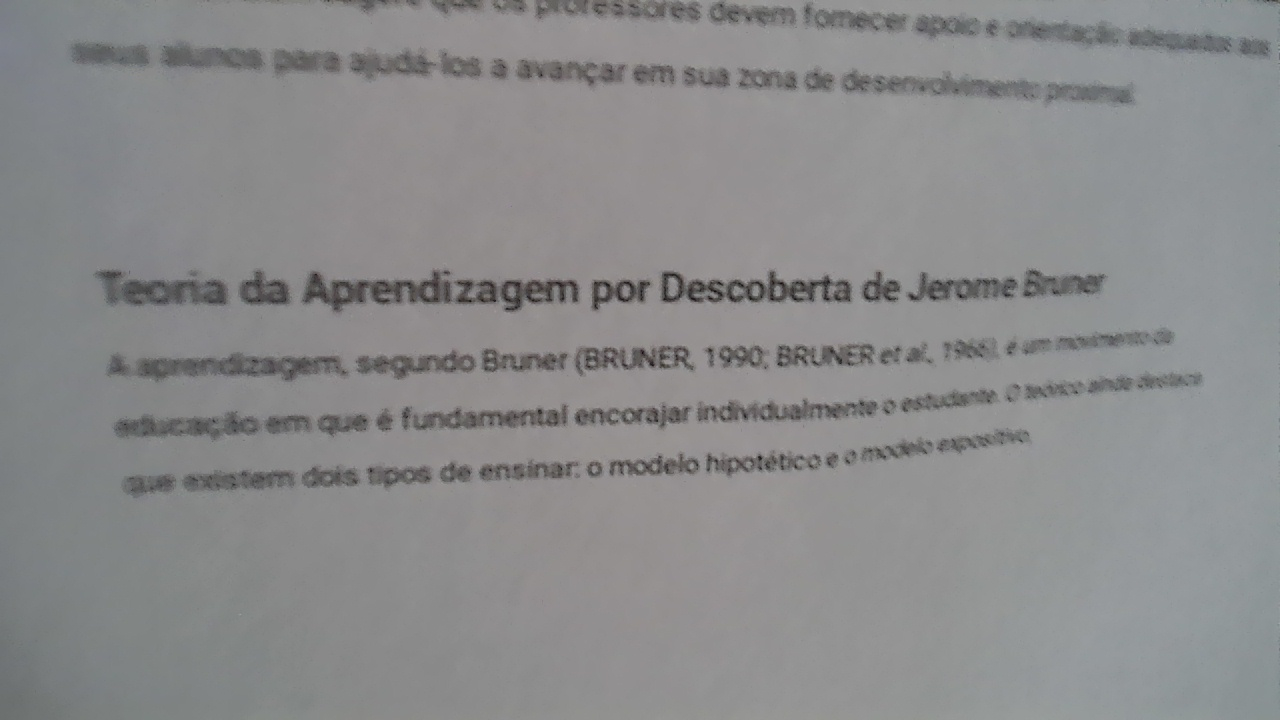 que os professores devem fornecer apoio e orientação adequados aos
seus alunos para ajudá-los a avançar em sua zona de desenvolvimento proximal.
Teoria da Aprendizagem por Descoberta de Jerome Bruner
A aprendizagem, segundo Bruner (BRUNER, 1990; BRUNER et al., 1966), é um movimento da
educação em que é fundamental encorajar individualmente o estudante. O teórico ainda destaca
que existem dois tipos de ensinar: o modelo hipotético e o modelo expositivo.